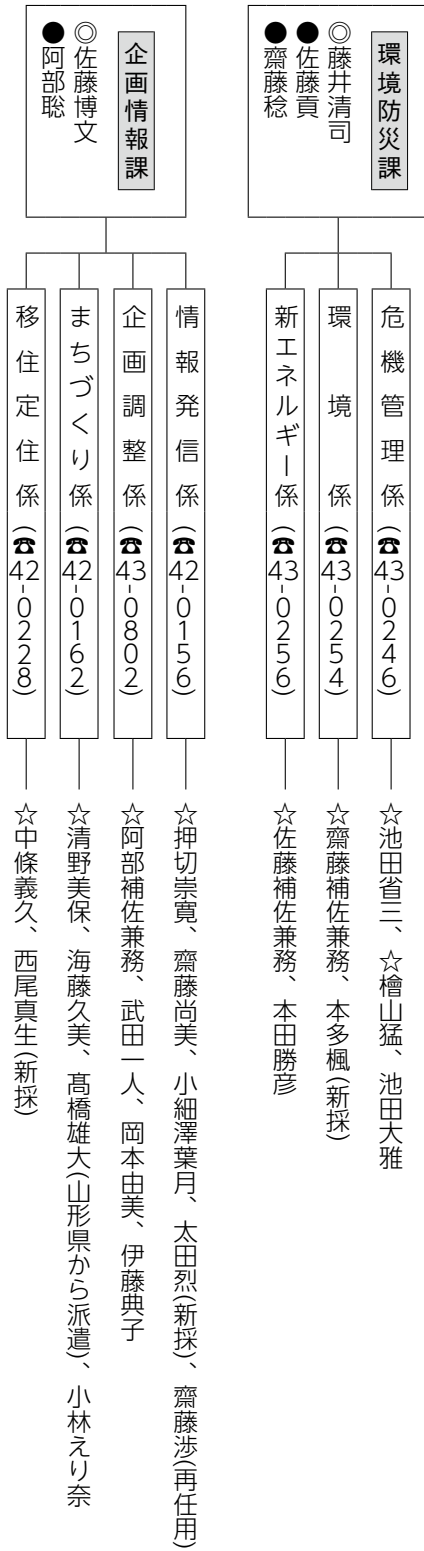 環境防災課
◎藤井清司
●佐藤貢
●齋藤稔
危機管理係(☎43-0246)
☆池田省三、☆檜山猛、池田大雅
環境係(☎43-0254)
☆齋藤補佐兼務、本多楓(新採)
新エネルギー係(☎43-0256)
☆佐藤補佐兼務、本田勝彦
企画情報課
◎佐藤博文
●阿部聡
情報発信係(☎42-0156)
☆押切崇寛、齋藤尚美、小細澤葉月、太田烈(新採)、齋藤渉(再任用)
企画調整係(☎43-0802)
☆阿部補佐兼務、武田一人、岡本由美、伊藤典子
まちづくり係(☎42-0162)
☆清野美保、海藤久美、髙橋雄大(山形県から派遣)、小林えり奈
移住定住係(☎42-0228)
☆中條義久、西尾真生(新採)